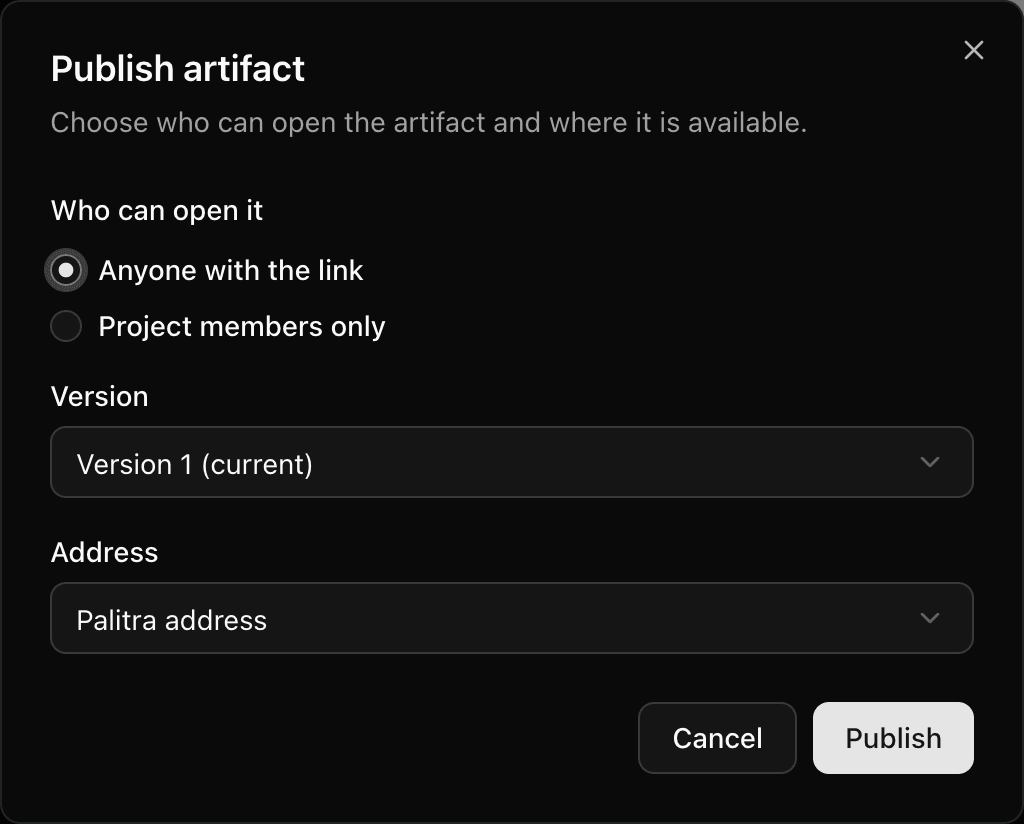 Publish artifact
Choose who can open the artifact and where it is available.
Who can open it
Anyone with the link
Project members only
Version
Version 1 (current)
Address
Palitra address
Cancel
Publish